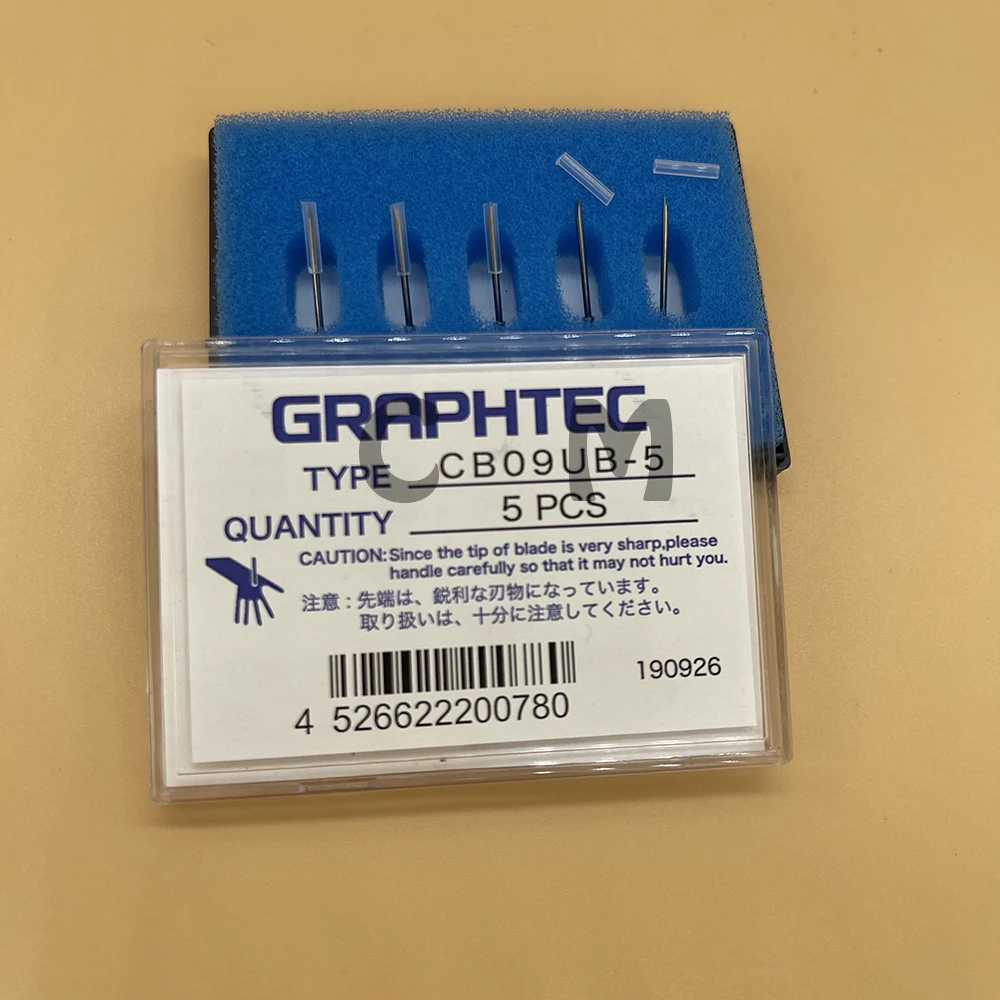 GRAPHTEC
C M
TYPE CB09UB-5
QUANTITY 5 PCS
CAUTION: Since the tip of blade is very sharp,please
handle carefully so that it may not hurt you.
注意：先端は、鋭利な刃物になっています。
取り扱いは、十分に注意してください。
190926
4 526622200780